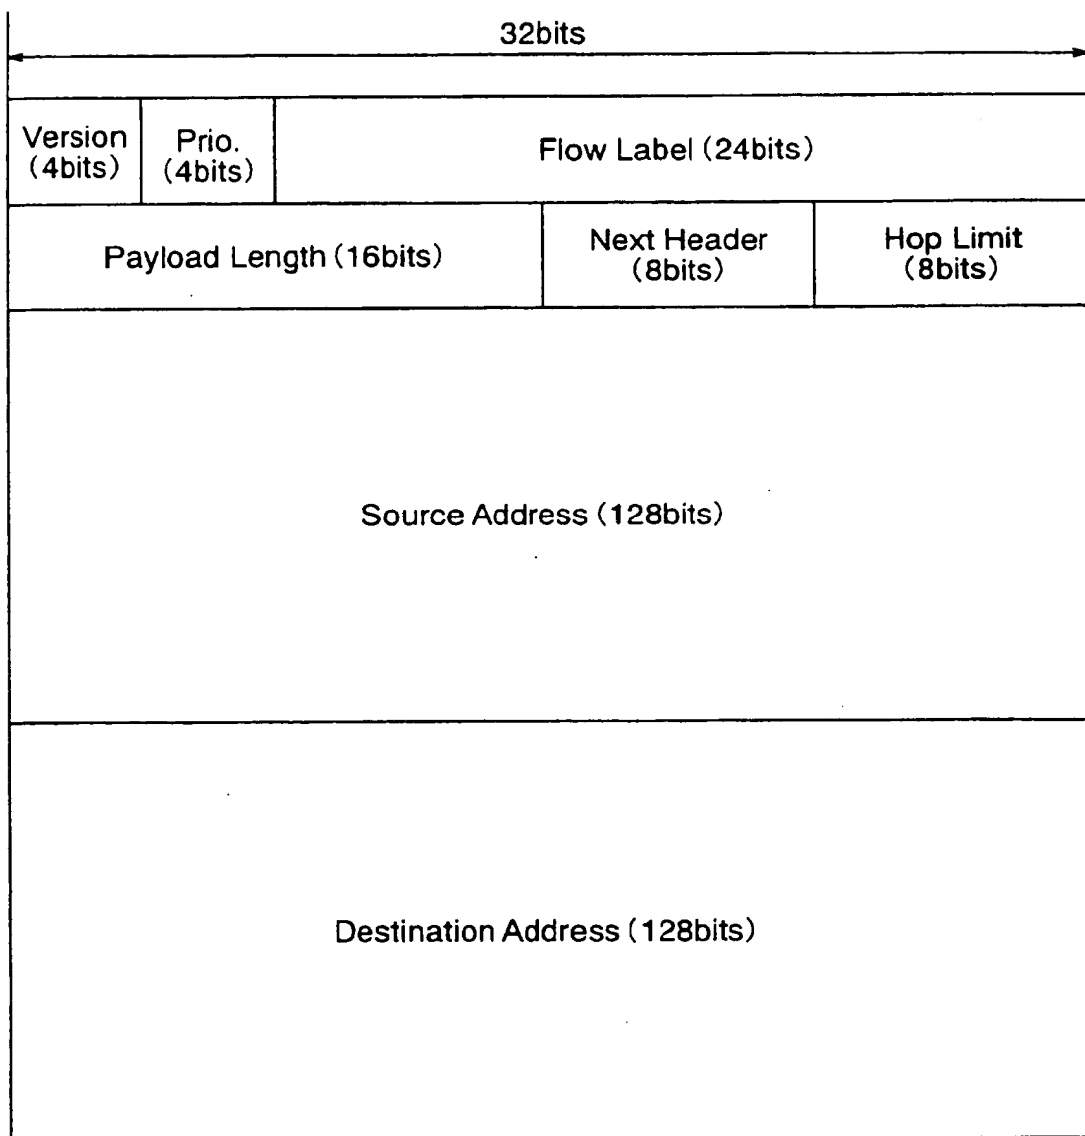 32bits
Version
(4bits)
Prio.
(4bits)
Flow Label (24bits)
Payload Length (16bits)
Next Header
(8bits)
Hop Limit
(8bits)
Source Address (128bits)
Destination Address (128bits)